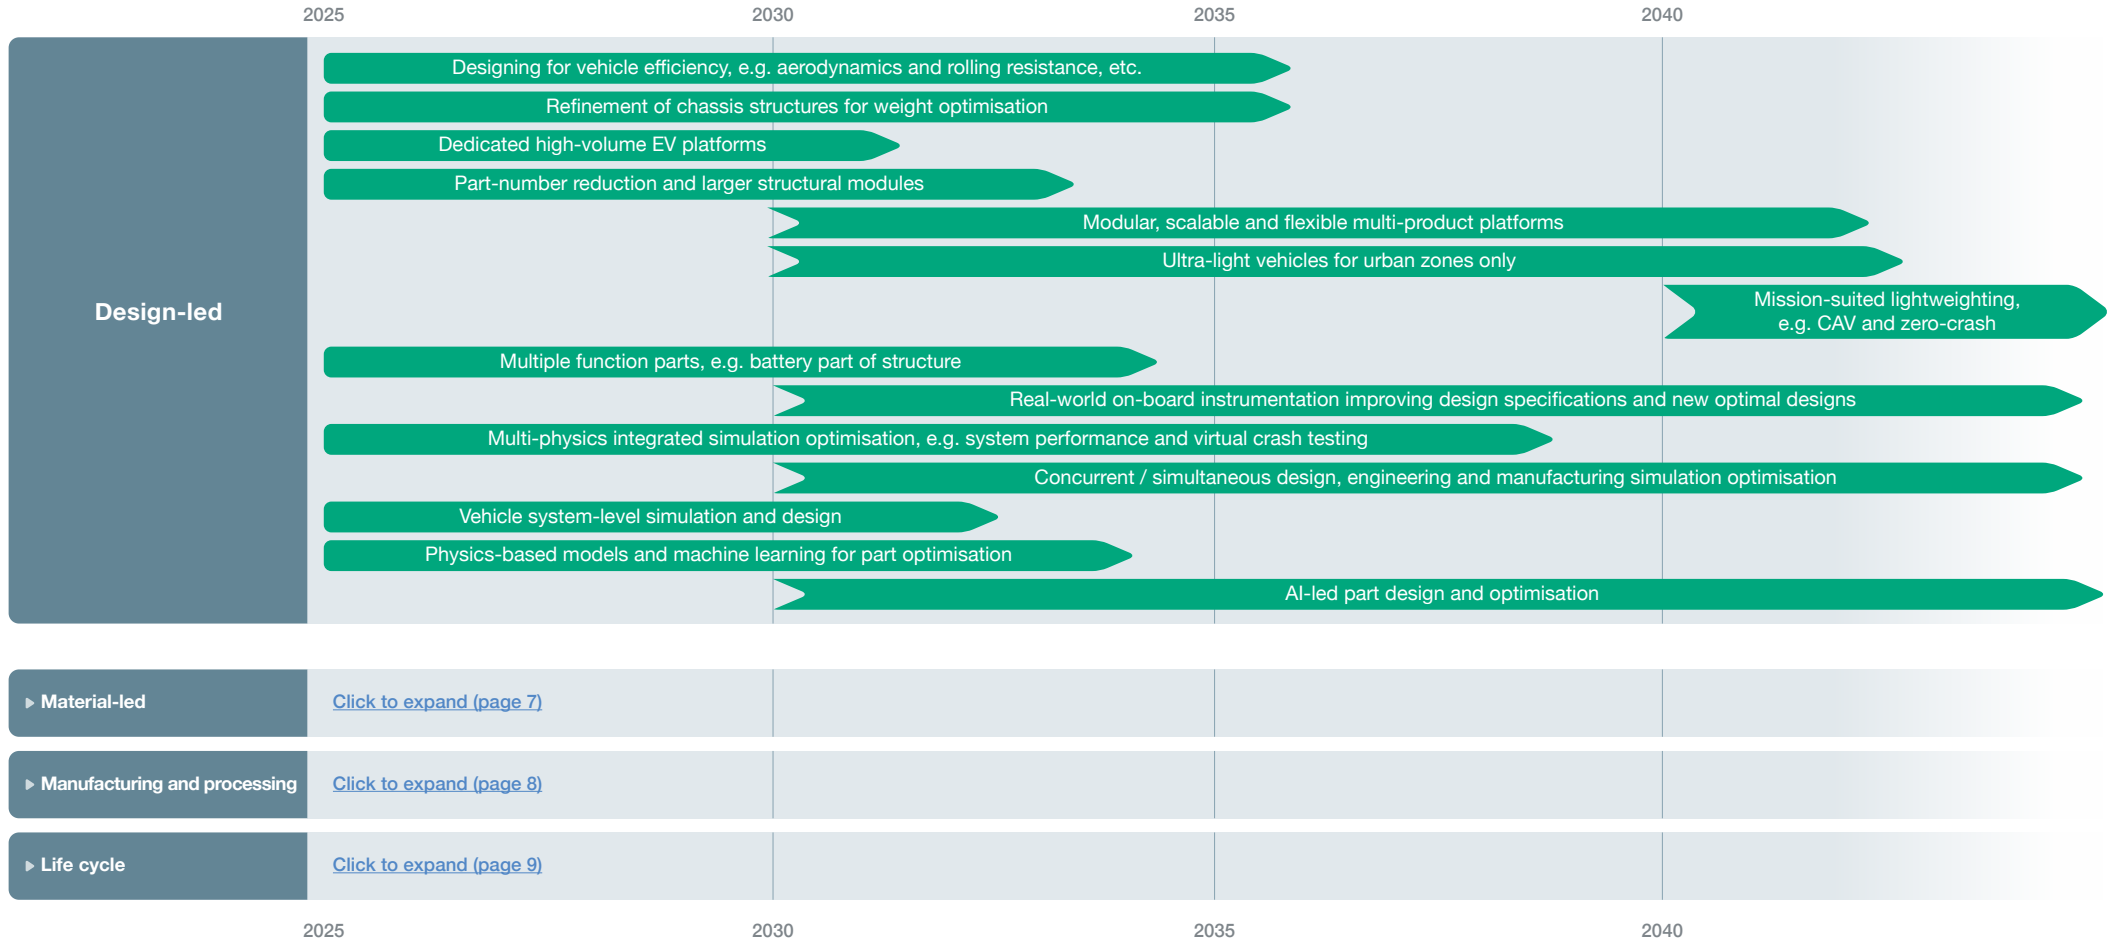 2025 2030 2035 2040
Design-led
Designing for vehicle efficiency, e.g. aerodynamics and rolling resistance, etc.
Refinement of chassis structures for weight optimisation
Dedicated high-volume EV platforms
Part-number reduction and larger structural modules
Modular, scalable and flexible multi-product platforms
Ultra-light vehicles for urban zones only
Mission-suited lightweighting,
e.g. CAV and zero-crash
Multiple function parts, e.g. battery part of structure
Real-world on-board instrumentation improving design specifications and new optimal designs
Multi-physics integrated simulation optimisation, e.g. system performance and virtual crash testing
Concurrent / simultaneous design, engineering and manufacturing simulation optimisation
Vehicle system-level simulation and design
Physics-based models and machine learning for part optimisation
AI-led part design and optimisation
Material-led Click to expand (page 7)
Manufacturing and processing Click to expand (page 8)
Life cycle Click to expand (page 9)
2025 2030 2035 2040